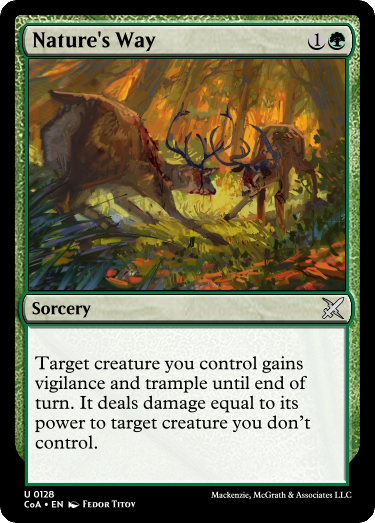 Nature's Way 1
Sorcery
Target creature you control gains
vigilance and trample until end of
turn. It deals damage equal to its
power to target creature you don't
control.
U 0128
CoA • EN Fedor Titov
Mackenzie, McGrath & Associates LLC